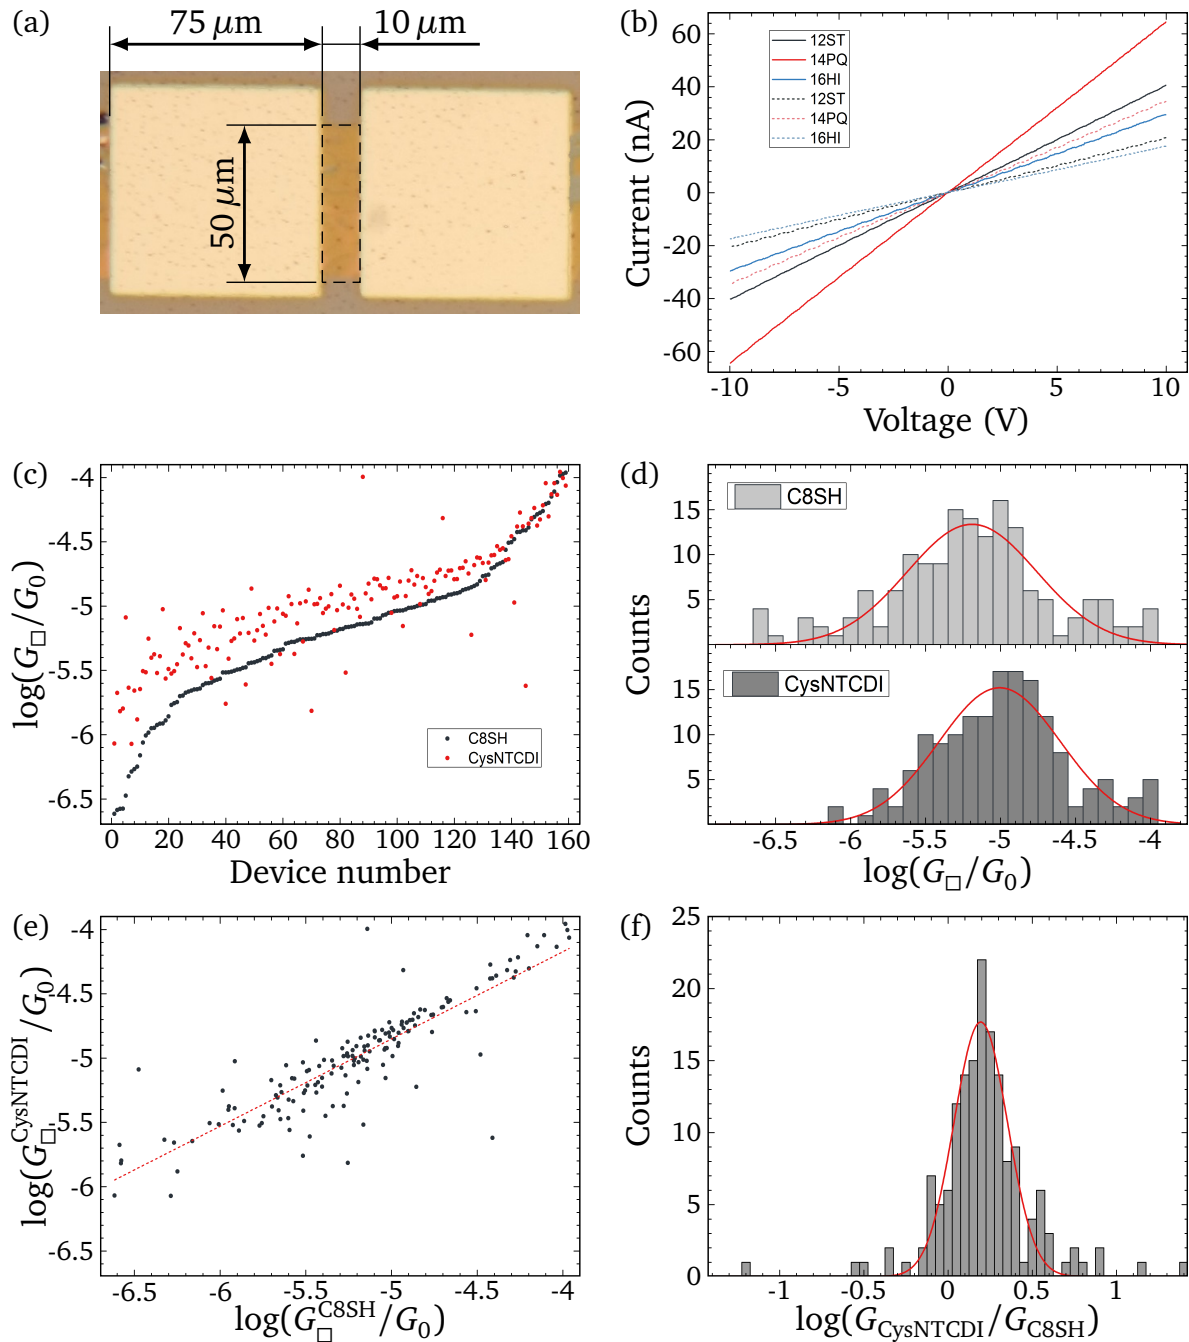 (a)
75 μm
10 μm
50 μm
(b)
12ST
14PQ
16HI
12ST
14PQ
16HI
60
40
20
0
-20
-40
-60
-10
-5
0
5
10
Current (nA)
Voltage (V)
(c)
-4
-4.5
-5
-5.5
-6
-6.5
0
20
40
60
80
100
120
140
160
C8SH
CysNTCDI
log(G□/G0)
Device number
(d)
C8SH
15
10
5
CysNTCDI
15
10
5
-6.5
-6
-5.5
-5
-4.5
-4
Counts
log(G□/G0)
(e)
-4
-4.5
-5
-5.5
-6
-6.5
-6.5
-6
-5.5
-5
-4.5
-4
log(G□CysNTCDI/G0)
log(G□C8SH/G0)
(f)
25
20
15
10
5
0
-1
-0.5
0
0.5
1
Counts
log(GCysNTCDI/GC8SH)